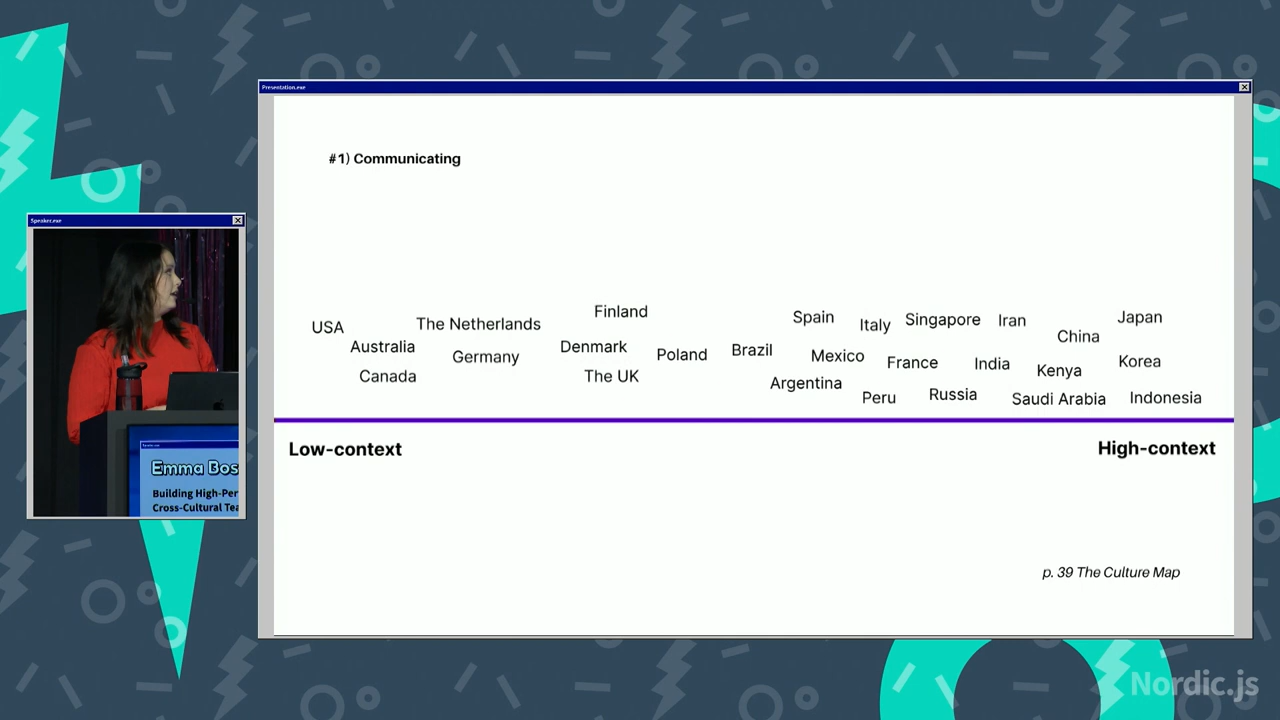 Presentation.exe
#1) Communicating
Speaker.exe
USA
Australia
Canada
The Netherlands
Germany
Finland
Denmark
The UK
Poland
Brazil
Spain
Mexico
Argentina
Italy
France
Peru
Singapore
Russia
Iran
India
Saudi Arabia
China
Kenya
Japan
Korea
Indonesia
Low-context
High-context
Emma Bos
Building High-Per
Cross-Cultural Tea
p. 39 The Culture Map
Nordic.js